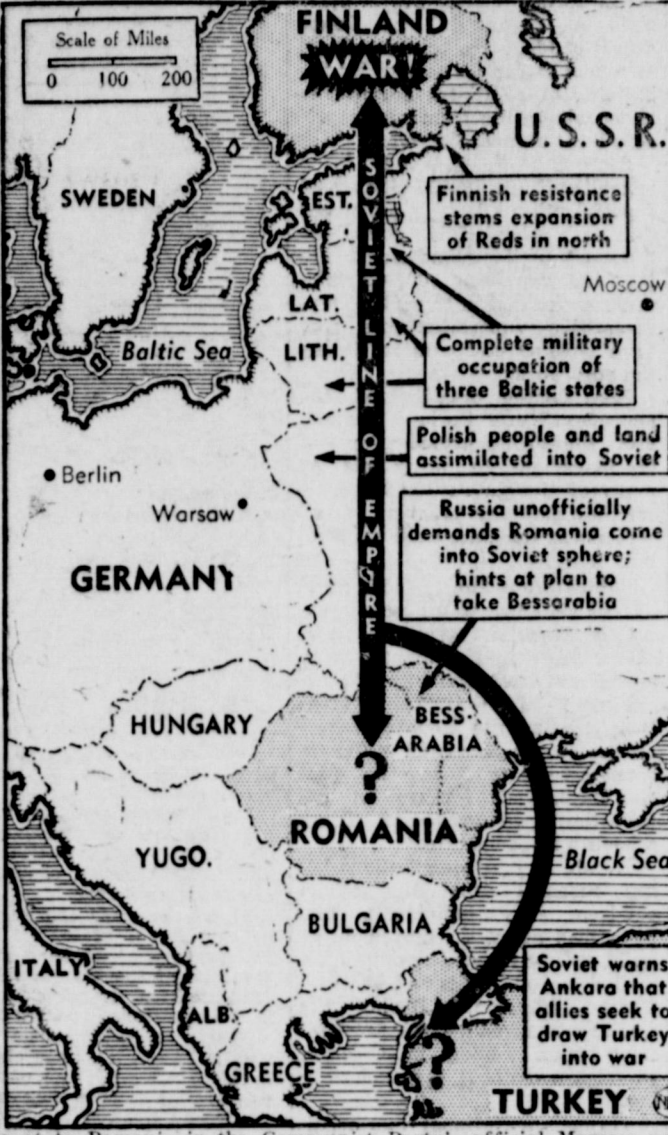 FINLAND
WAR!
Scale of Miles
0 100 200
U.S.S.R.
SWEDEN
EST.
Finnish resistance
stems expansion
of Reds in north
SOVIET LINE OF EMPIRE
Moscow
LAT.
Baltic Sea
LITH.
Complete military
occupation of
three Baltic states
Polish people and land
assimilated into Soviet
Berlin
Warsaw
Russia unofficially
demands Romania come
into Soviet sphere;
hints at plan to
take Bessarabia
GERMANY
HUNGARY
BESS-
ARABIA
?
ROMANIA
YUGO.
Black Sea
BULGARIA
ITALY
Soviet warns
Ankara that
allies seek to
draw Turkey
into war
ALB.
?
GREECE
TURKEY